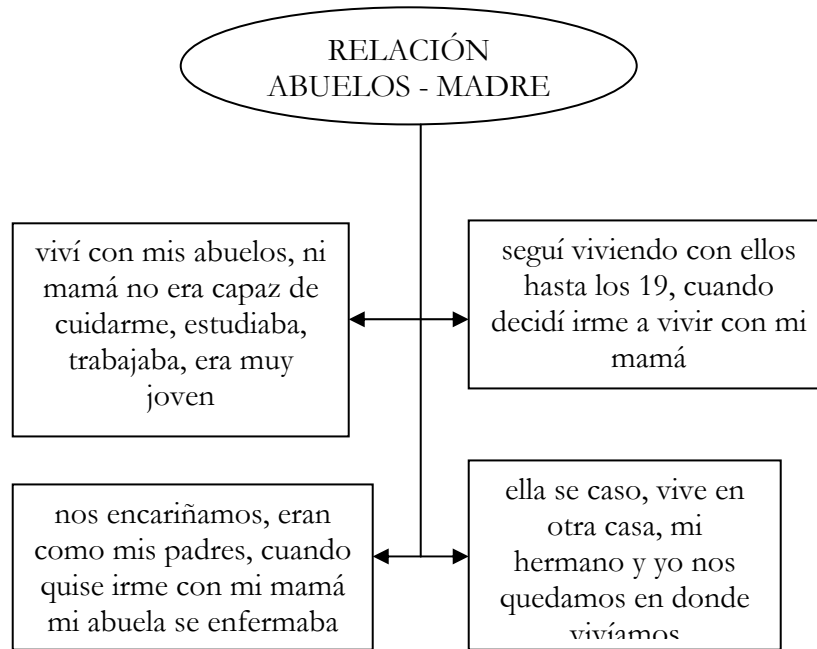 RELACIÓN
ABUELOS - MADRE
viví con mis abuelos, ni
mamá no era capaz de
cuidarme, estudiaba,
trabajaba, era muy
joven
seguí viviendo con ellos
hasta los 19, cuando
decidí irme a vivir con mi
mamá
nos encariñamos, eran
como mis padres, cuando
quise irme con mi mamá
mi abuela se enfermaba
ella se caso, vive en
otra casa, mi
hermano y yo nos
quedamos en donde
vivíamos